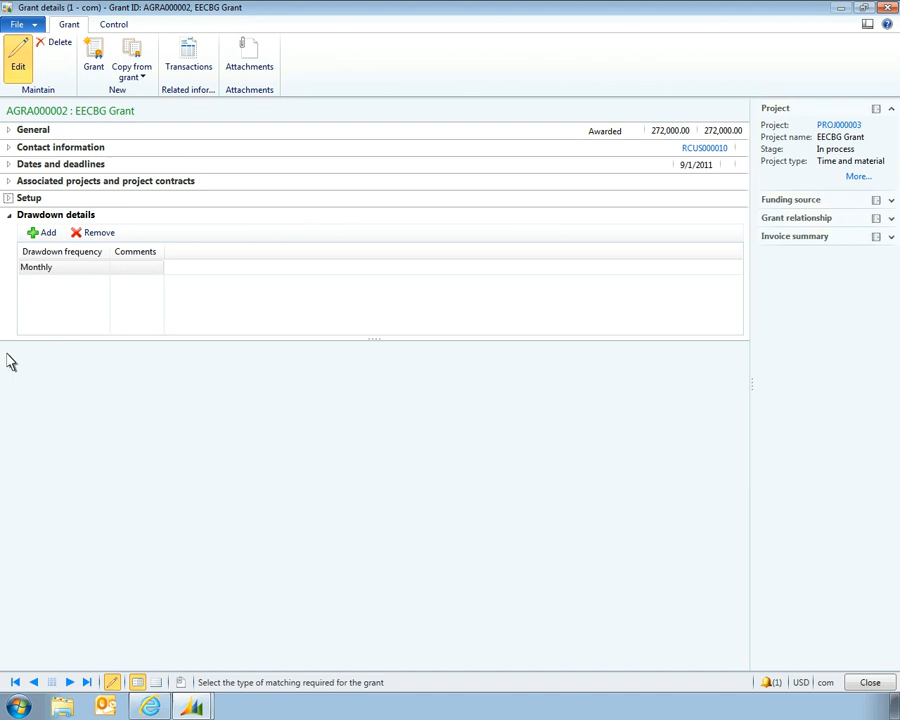 Grant details (1 - com) - Grant ID: AGRA000002, EECBG Grant
File Grant Control
Edit Delete Grant Copy from grant Transactions Attachments
Maintain New Related infor... Attachments
AGRA000002 : EECBG Grant
General Awarded 272,000.00 272,000.00
Contact information RCUS000010
Dates and deadlines 9/1/2011
Associated projects and project contracts
Setup
Drawdown details
Add Remove
Drawdown frequency Comments
Monthly
Project
Project: PROJ000003
Project name: EECBG Grant
Stage: In process
Project type: Time and material
More...
Funding source
Grant relationship
Invoice summary
Select the type of matching required for the grant (1) USD com Close